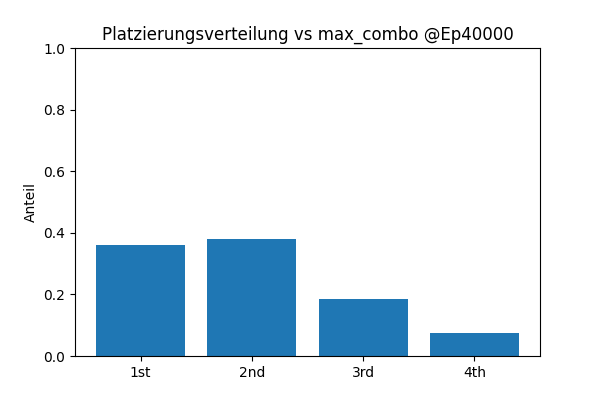 Platzierungsverteilung vs max_combo @Ep40000
1.0
0.8
0.6
0.4
0.2
0.0
Anteil
1st
2nd
3rd
4th